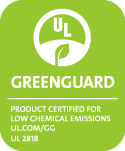 UL
GREENGUARD
PRODUCT CERTIFIED FOR
LOW CHEMICAL EMISSIONS
UL.COM/GG
UL 2818